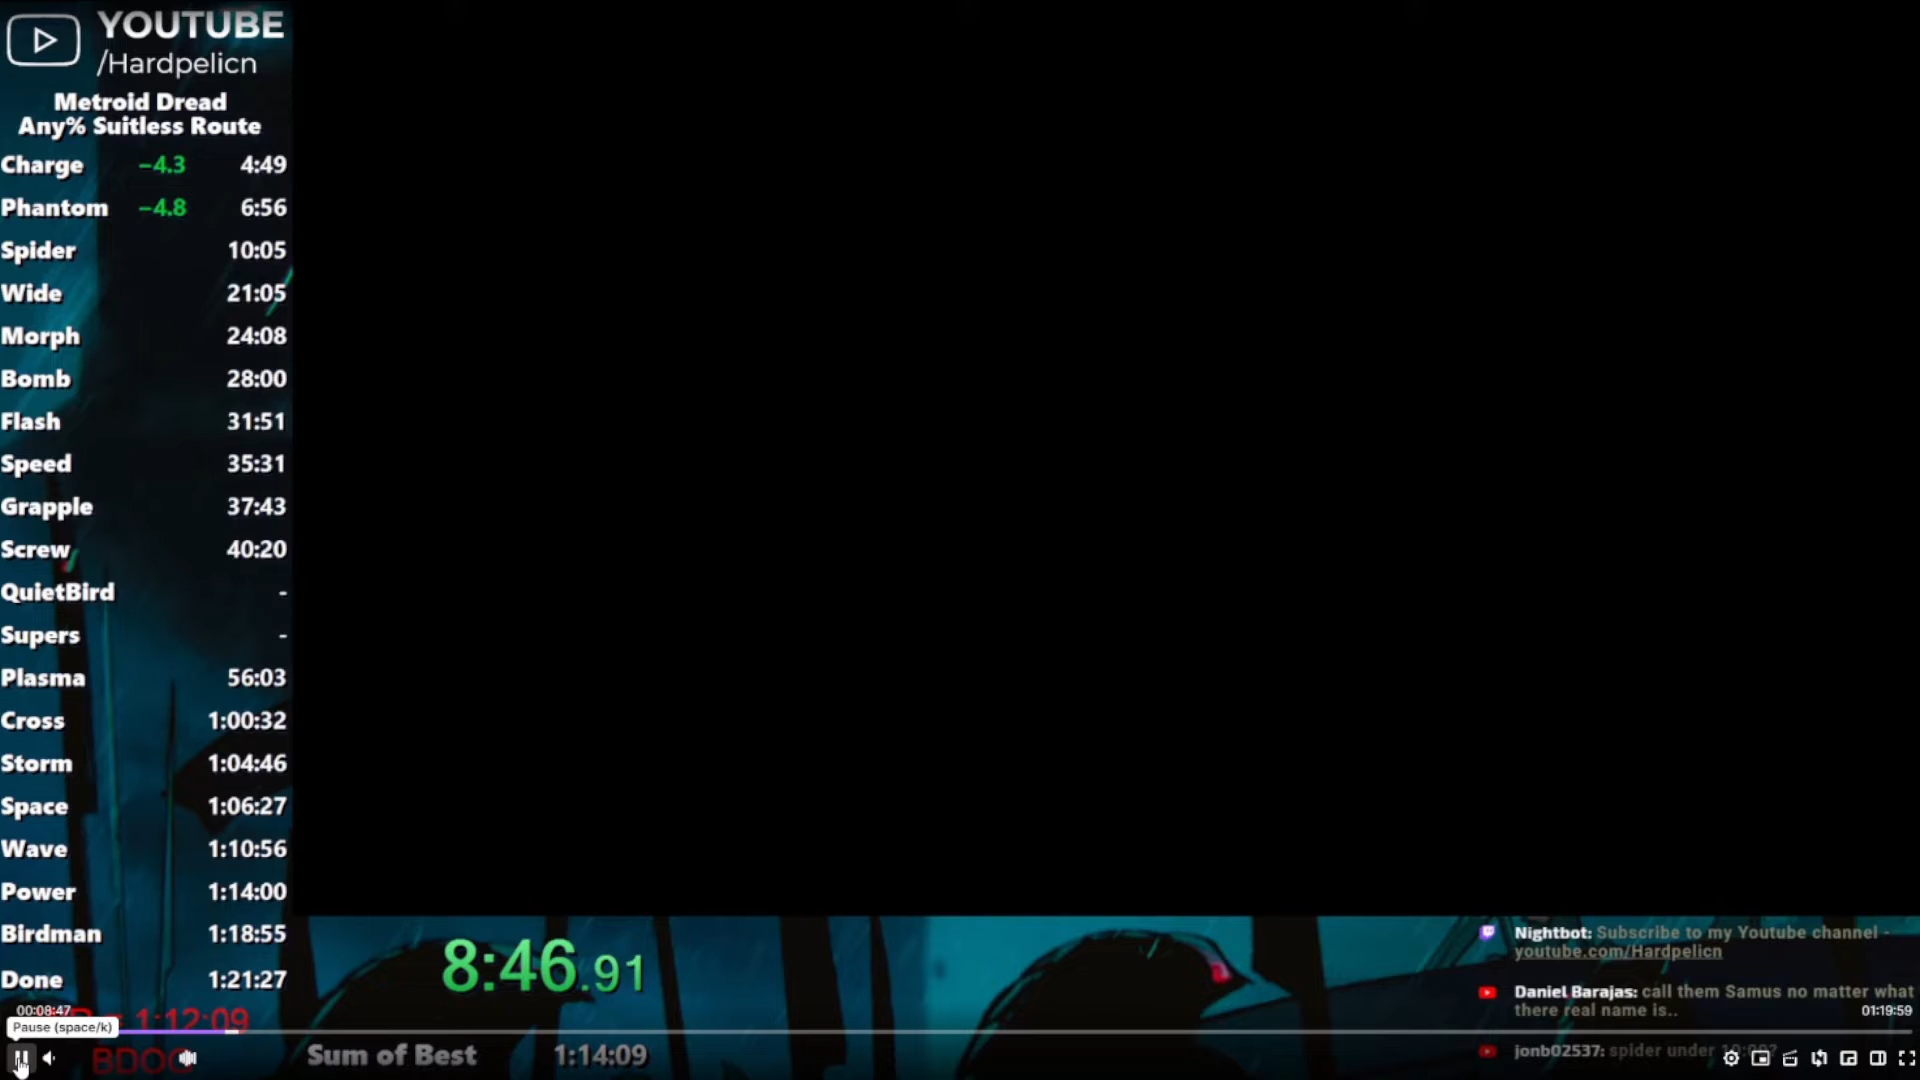 YOUTUBE
/Hardpelicn
Metroid Dread
Any% Suitless Route
Charge −4.3 4:49
Phantom −4.8 6:56
Spider 10:05
Wide 21:05
Morph 24:08
Bomb 28:00
Flash 31:51
Speed 35:31
Grapple 37:43
Screw 40:20
QuietBird -
Supers -
Plasma 56:03
Cross 1:00:32
Storm 1:04:46
Space 1:06:27
Wave 1:10:56
Power 1:14:00
Birdman 1:18:55
Done 1:21:27
00:08:47
1:12:09
Pause (space/k)
8:46.91
Sum of Best 1:14:09
Nightbot: Subscribe to my Youtube channel -
youtube.com/Hardpelicn
Daniel Barajas: call them Samus no matter what
there real name is..
01:19:59
jonb02537: spider under